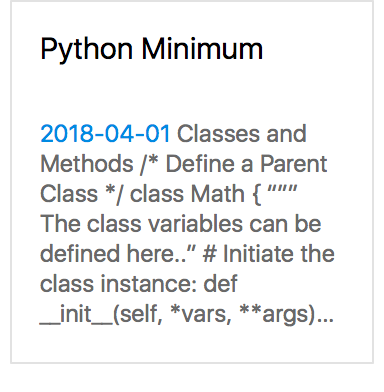 Python Minimum
2018-04-01 Classes and
Methods /* Define a Parent
Class */ class Math { “””
The class variables can be
defined here..” # Initiate the
class instance: def
__init__(self, *vars, **args)...